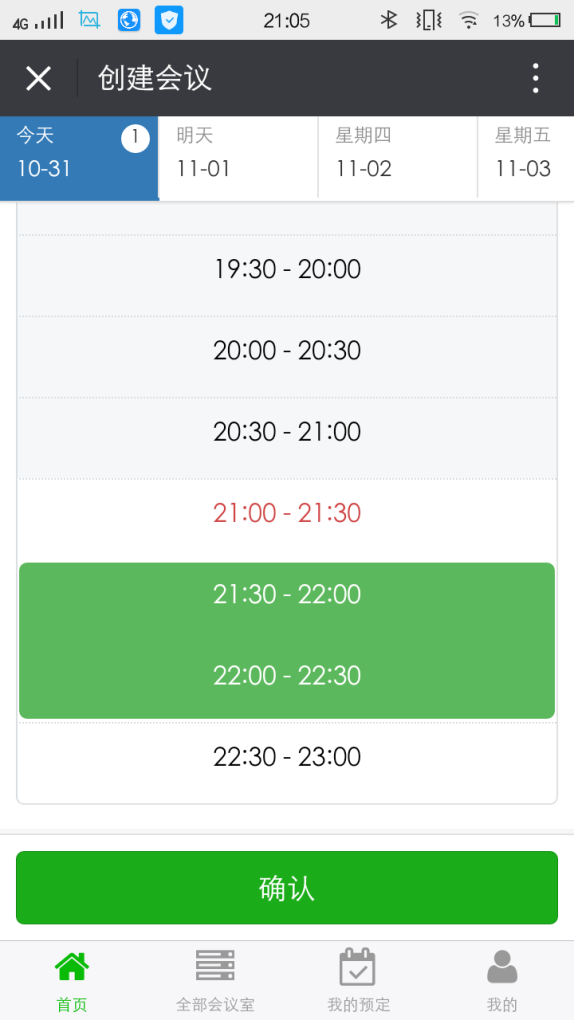 4G 21:05 13%
创建会议
今天 1 明天 星期四 星期五
10-31 11-01 11-02 11-03
19:30 - 20:00
20:00 - 20:30
20:30 - 21:00
21:00 - 21:30
21:30 - 22:00
22:00 - 22:30
22:30 - 23:00
确认
首页 全部会议室 我的预定 我的